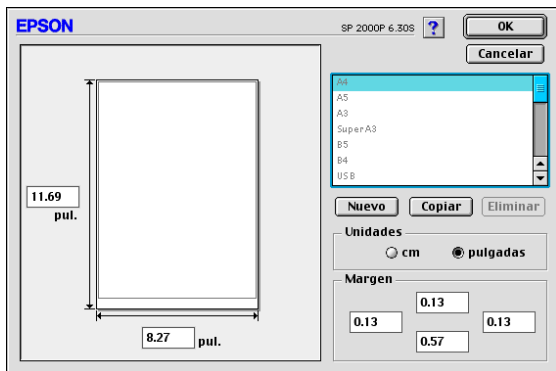 EPSON
SP 2000P 6.30S ? OK
Cancelar
A4
A5
A3
SuperA3
B5
B4
USB
11.69
pul.
8.27 pul.
Nuevo Copiar Eliminar
Unidades
cm pulgadas
Margen
0.13
0.13 0.13
0.57